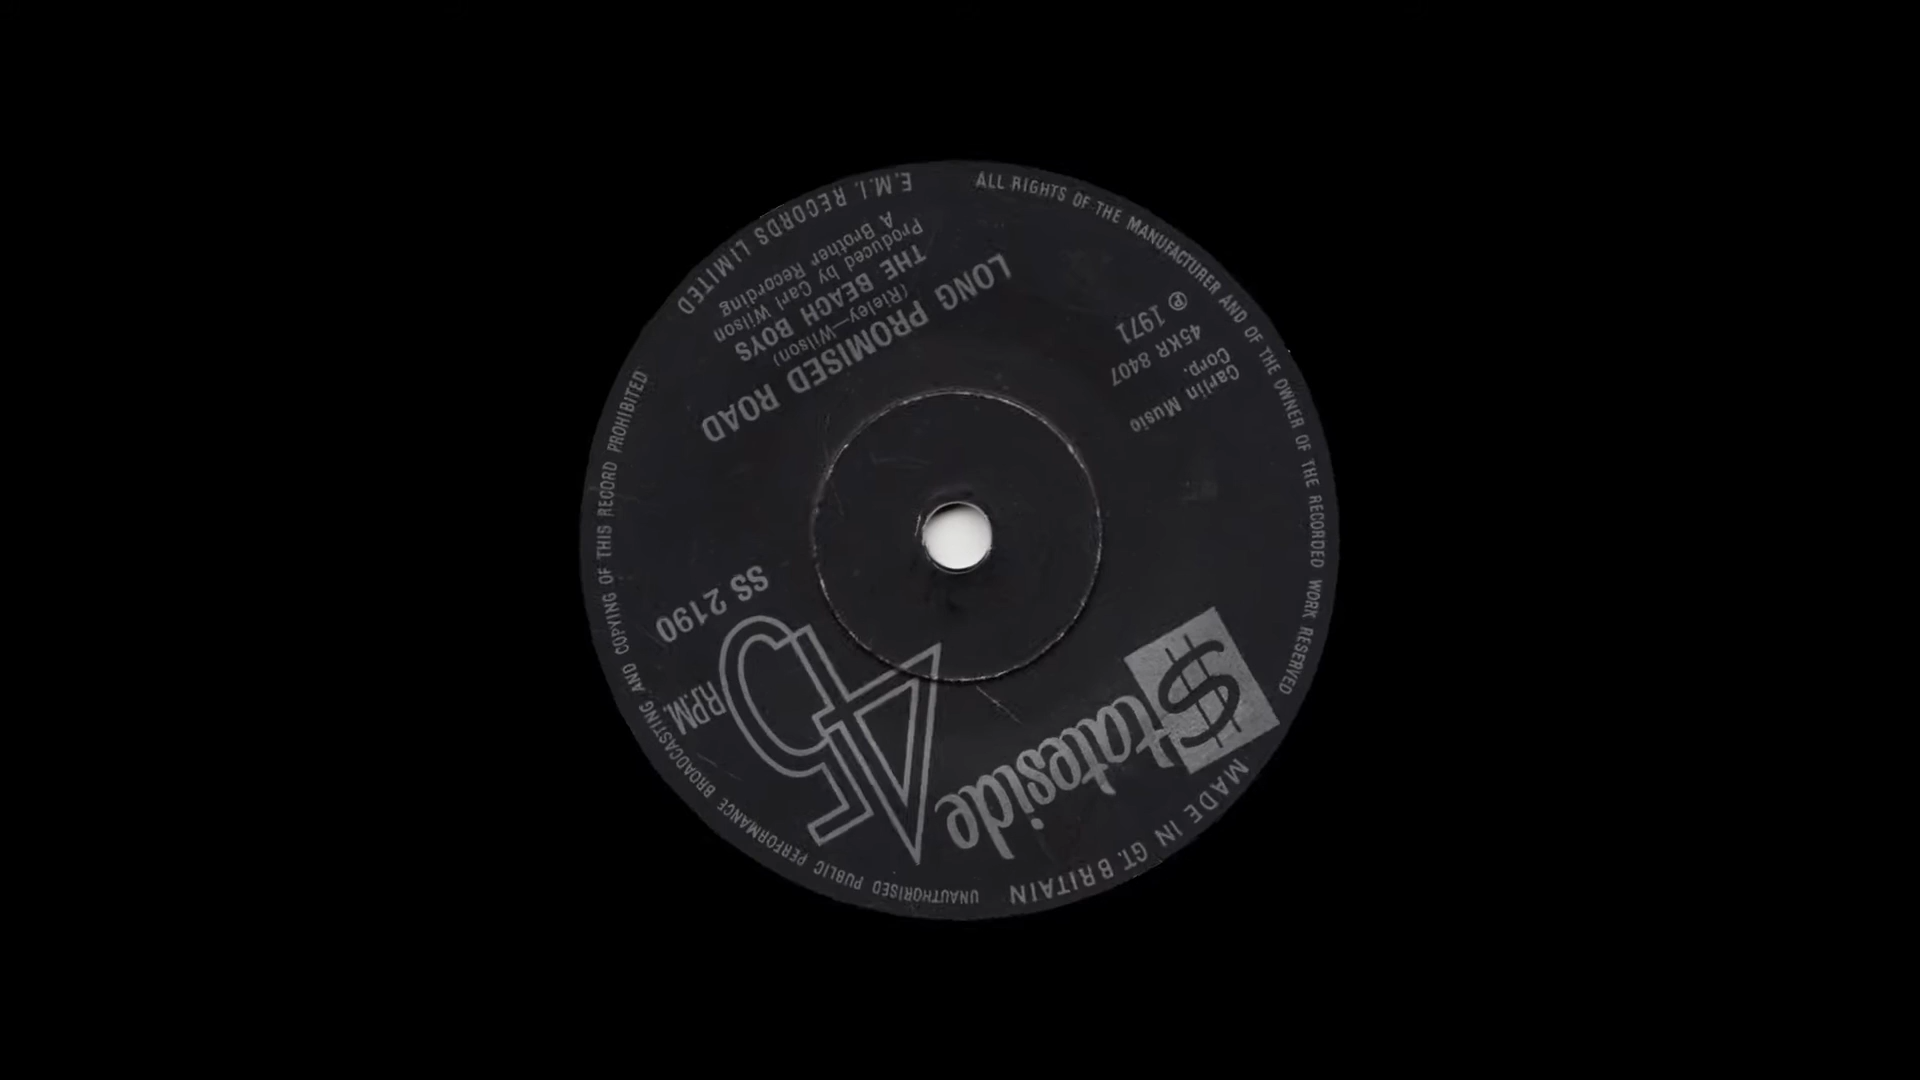 ALL RIGHTS OF THE MANUFACTURER AND OF THE OWNER OF THE RECORDED WORK RESERVED
MADE IN GT. BRITAIN
UNAUTHORISED PUBLIC PERFORMANCE BROADCASTING AND COPYING OF THIS RECORD PROHIBITED
$tateside
45
RPM.
SS 2190
Carlin Music
Corp.
45KR 8407
℗ 1971
LONG PROMISED ROAD
(Rieley—Wilson)
THE BEACH BOYS
Produced by Carl Wilson
A Brother Recording
E.M.I. RECORDS LIMITED